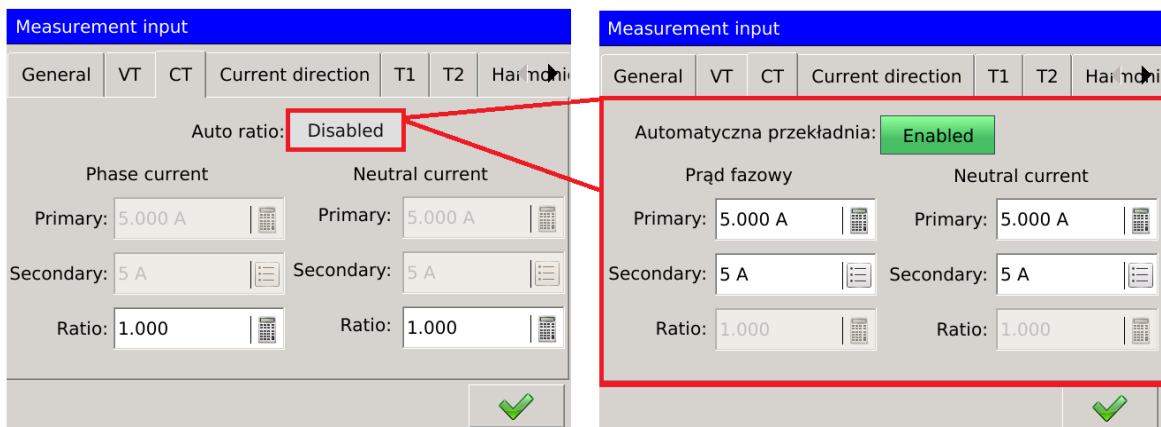 Measurement input
General VT CT Current direction T1 T2 Harmoni
Auto ratio: Disabled
Phase current Neutral current
Primary: 5.000 A Primary: 5.000 A
Secondary: 5 A Secondary: 5 A
Ratio: 1.000 Ratio: 1.000
Measurement input
General VT CT Current direction T1 T2 Harmoni
Automatyczna przekładnia: Enabled
Prąd fazowy Neutral current
Primary: 5.000 A Primary: 5.000 A
Secondary: 5 A Secondary: 5 A
Ratio: 1.000 Ratio: 1.000